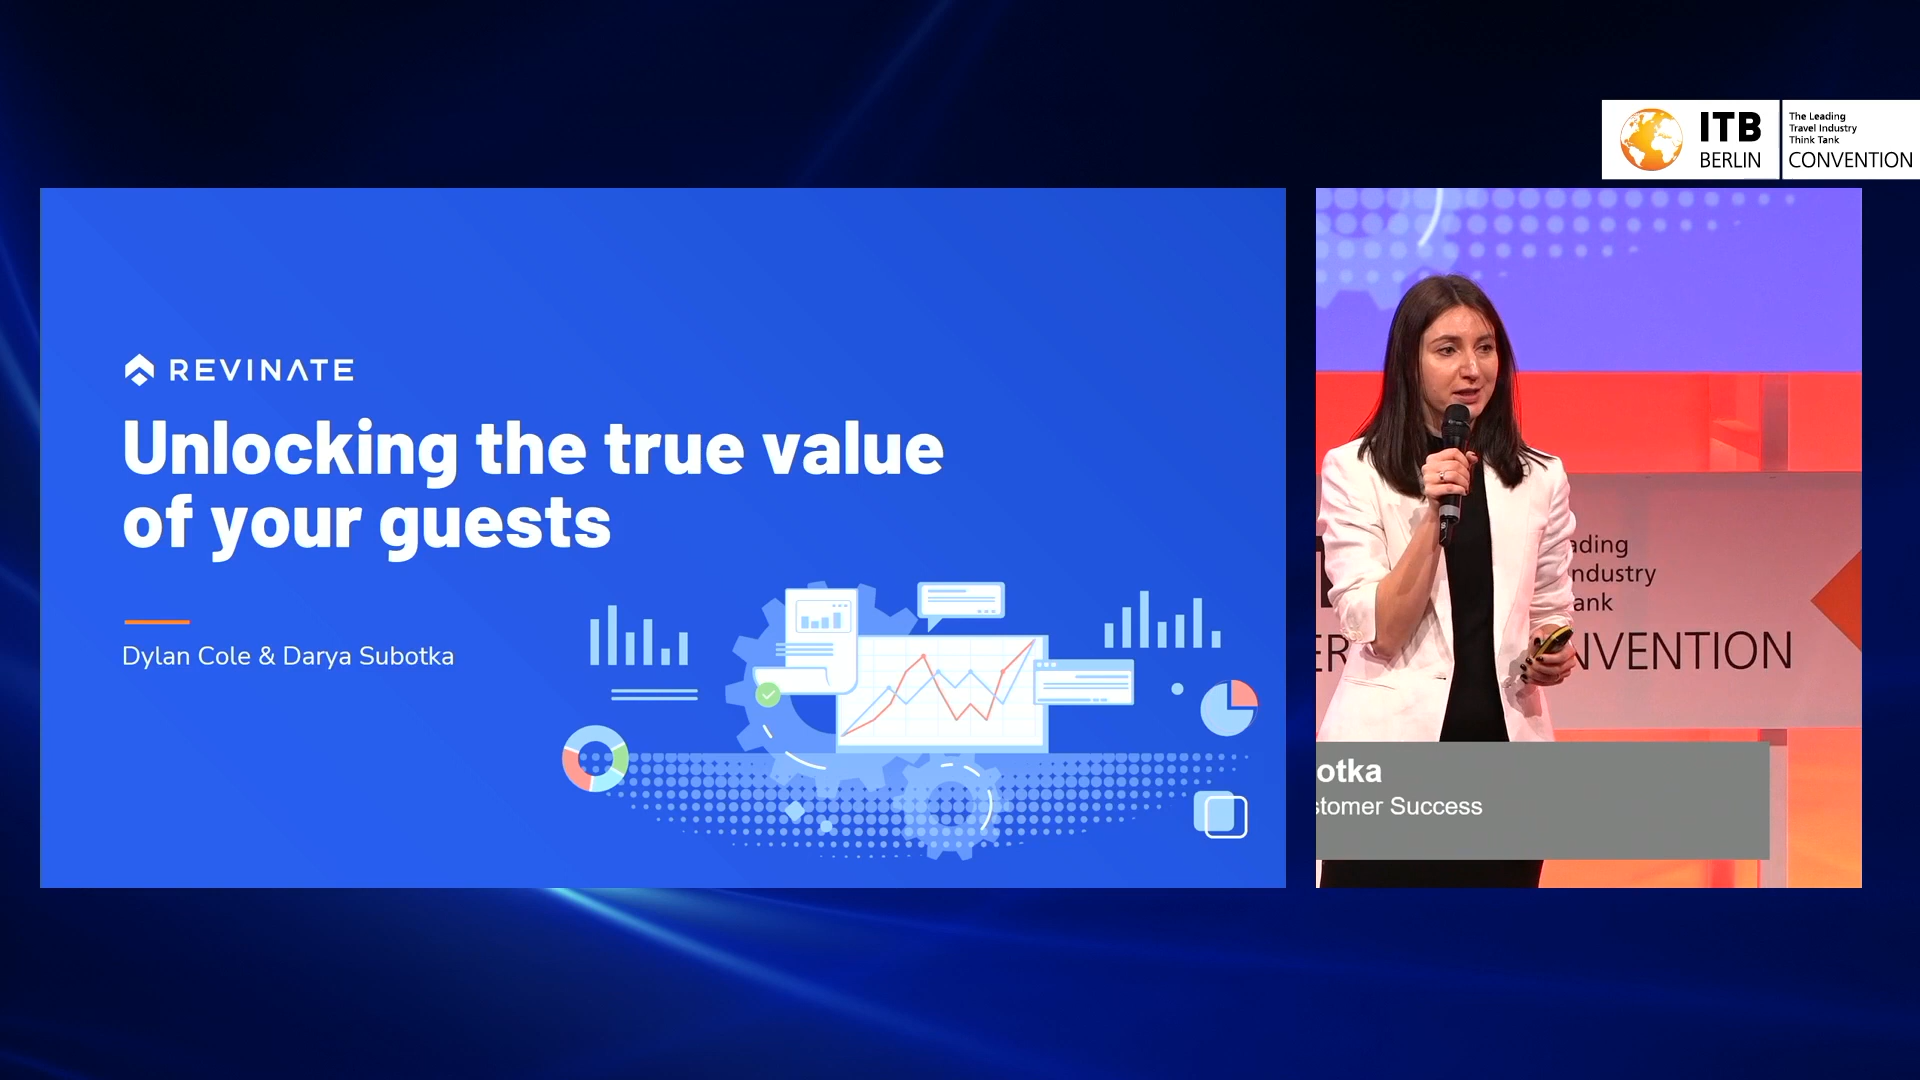 ITB
BERLIN
The Leading
Travel Industry
Think Tank
CONVENTION
REVINATE
Unlocking the true value
of your guests
Dylan Cole & Darya Subotka
ading
ndustry
ank
NVENTION
otka
stomer Success